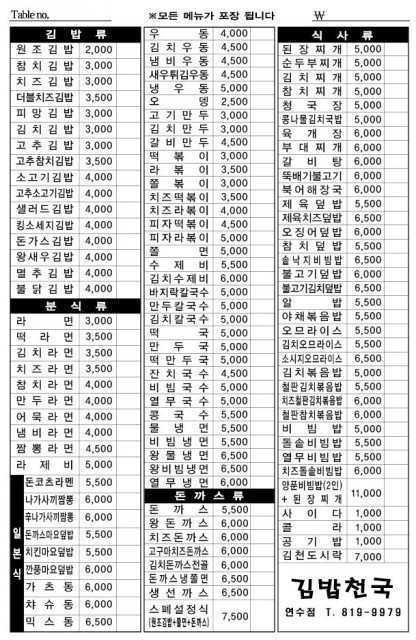 Table no.
※모든 메뉴가 포장 됩니다
₩
김 밥 류
원조김밥 2,000
참치김밥 3,000
치즈김밥 3,000
더블치즈김밥 3,500
피망김밥 3,000
김치김밥 3,000
고추김밥 3,000
고추참치김밥 3,500
소고기김밥 4,000
고추소고기김밥 4,000
샐러드김밥 4,000
킹소세지김밥 4,000
돈가스김밥 4,000
왕새우김밥 4,000
멸추김밥 4,000
불닭김밥 4,000
분 식 류
라면 3,000
떡라면 3,500
김치라면 3,500
치즈라면 3,500
참치라면 4,000
만두라면 4,000
어묵라면 4,000
냄비라면 4,000
짬뽕라면 4,500
라제비 5,000
일본식
돈코츠라멘 5,500
나가사끼짬뽕 6,000
후나가사끼짬뽕 6,000
돈까스마요덮밥 5,500
치킨마요덮밥 5,500
깐풍마요덮밥 6,000
가츠동 6,000
챠슈동 6,000
믹스동 6,500
우동 4,000
김치우동 4,500
냄비우동 4,500
새우튀김우동 4,500
냉우동 5,000
오뎅 2,500
고기만두 3,000
김치만두 3,000
갈비만두 3,500
떡볶이 3,000
라볶이 3,500
쫄볶이 3,500
치즈떡볶이 3,500
치즈라볶이 4,000
피자떡볶이 4,500
피자라볶이 5,000
쫄면 5,000
수제비 5,000
김치수제비 6,000
바지락칼국수 5,000
만두칼국수 5,000
김치칼국수 5,000
떡국 5,000
만두국 5,000
떡만두국 5,000
잔치국수 4,500
비빔국수 5,000
열무국수 5,000
콩국수 5,500
물냉면 5,500
비빔냉면 5,500
왕물냉면 6,500
왕비빔냉면 6,500
열무냉면 6,000
돈 까 스 류
돈까스 5,500
왕돈까스 6,000
치즈돈까스 6,000
고구마치즈돈까스 6,000
김치돈까스전골 6,000
돈까스냉쫄면 6,500
생선까스 6,500
스페셜정식
(원조김밥+쫄면+돈까스) 7,500
식 사 류
된장찌개 5,000
순두부찌개 5,000
김치찌개 5,000
참치찌개 5,000
청국장 5,000
콩나물김치국밥 5,000
육개장 6,000
부대찌개 6,000
갈비탕 6,000
뚝배기불고기 6,000
북어해장국 6,000
제육덮밥 5,500
제육치즈덮밥 6,500
오징어덮밥 6,000
참치덮밥 5,500
숯낙지비빔밥 6,500
불고기덮밥 6,000
불고기김치덮밥 6,500
알밥 5,500
야채볶음밥 5,500
오므라이스 5,500
김치오므라이스 5,500
소시지오므라이스 6,500
김치볶음밥 5,000
철판김치볶음밥 5,500
치즈철판김치볶음밥 6,000
철판참치볶음밥 6,000
비빔밥 5,000
돌솥비빔밥 5,500
열무비빔밥 5,500
치즈돌솥비빔밥 6,000
양푼비빔밥(2인)
+된장찌개 11,000
사이다 1,000
콜라 1,000
공기밥 1,000
김천도시락 7,000
김밥천국
연수점 T. 819-9979